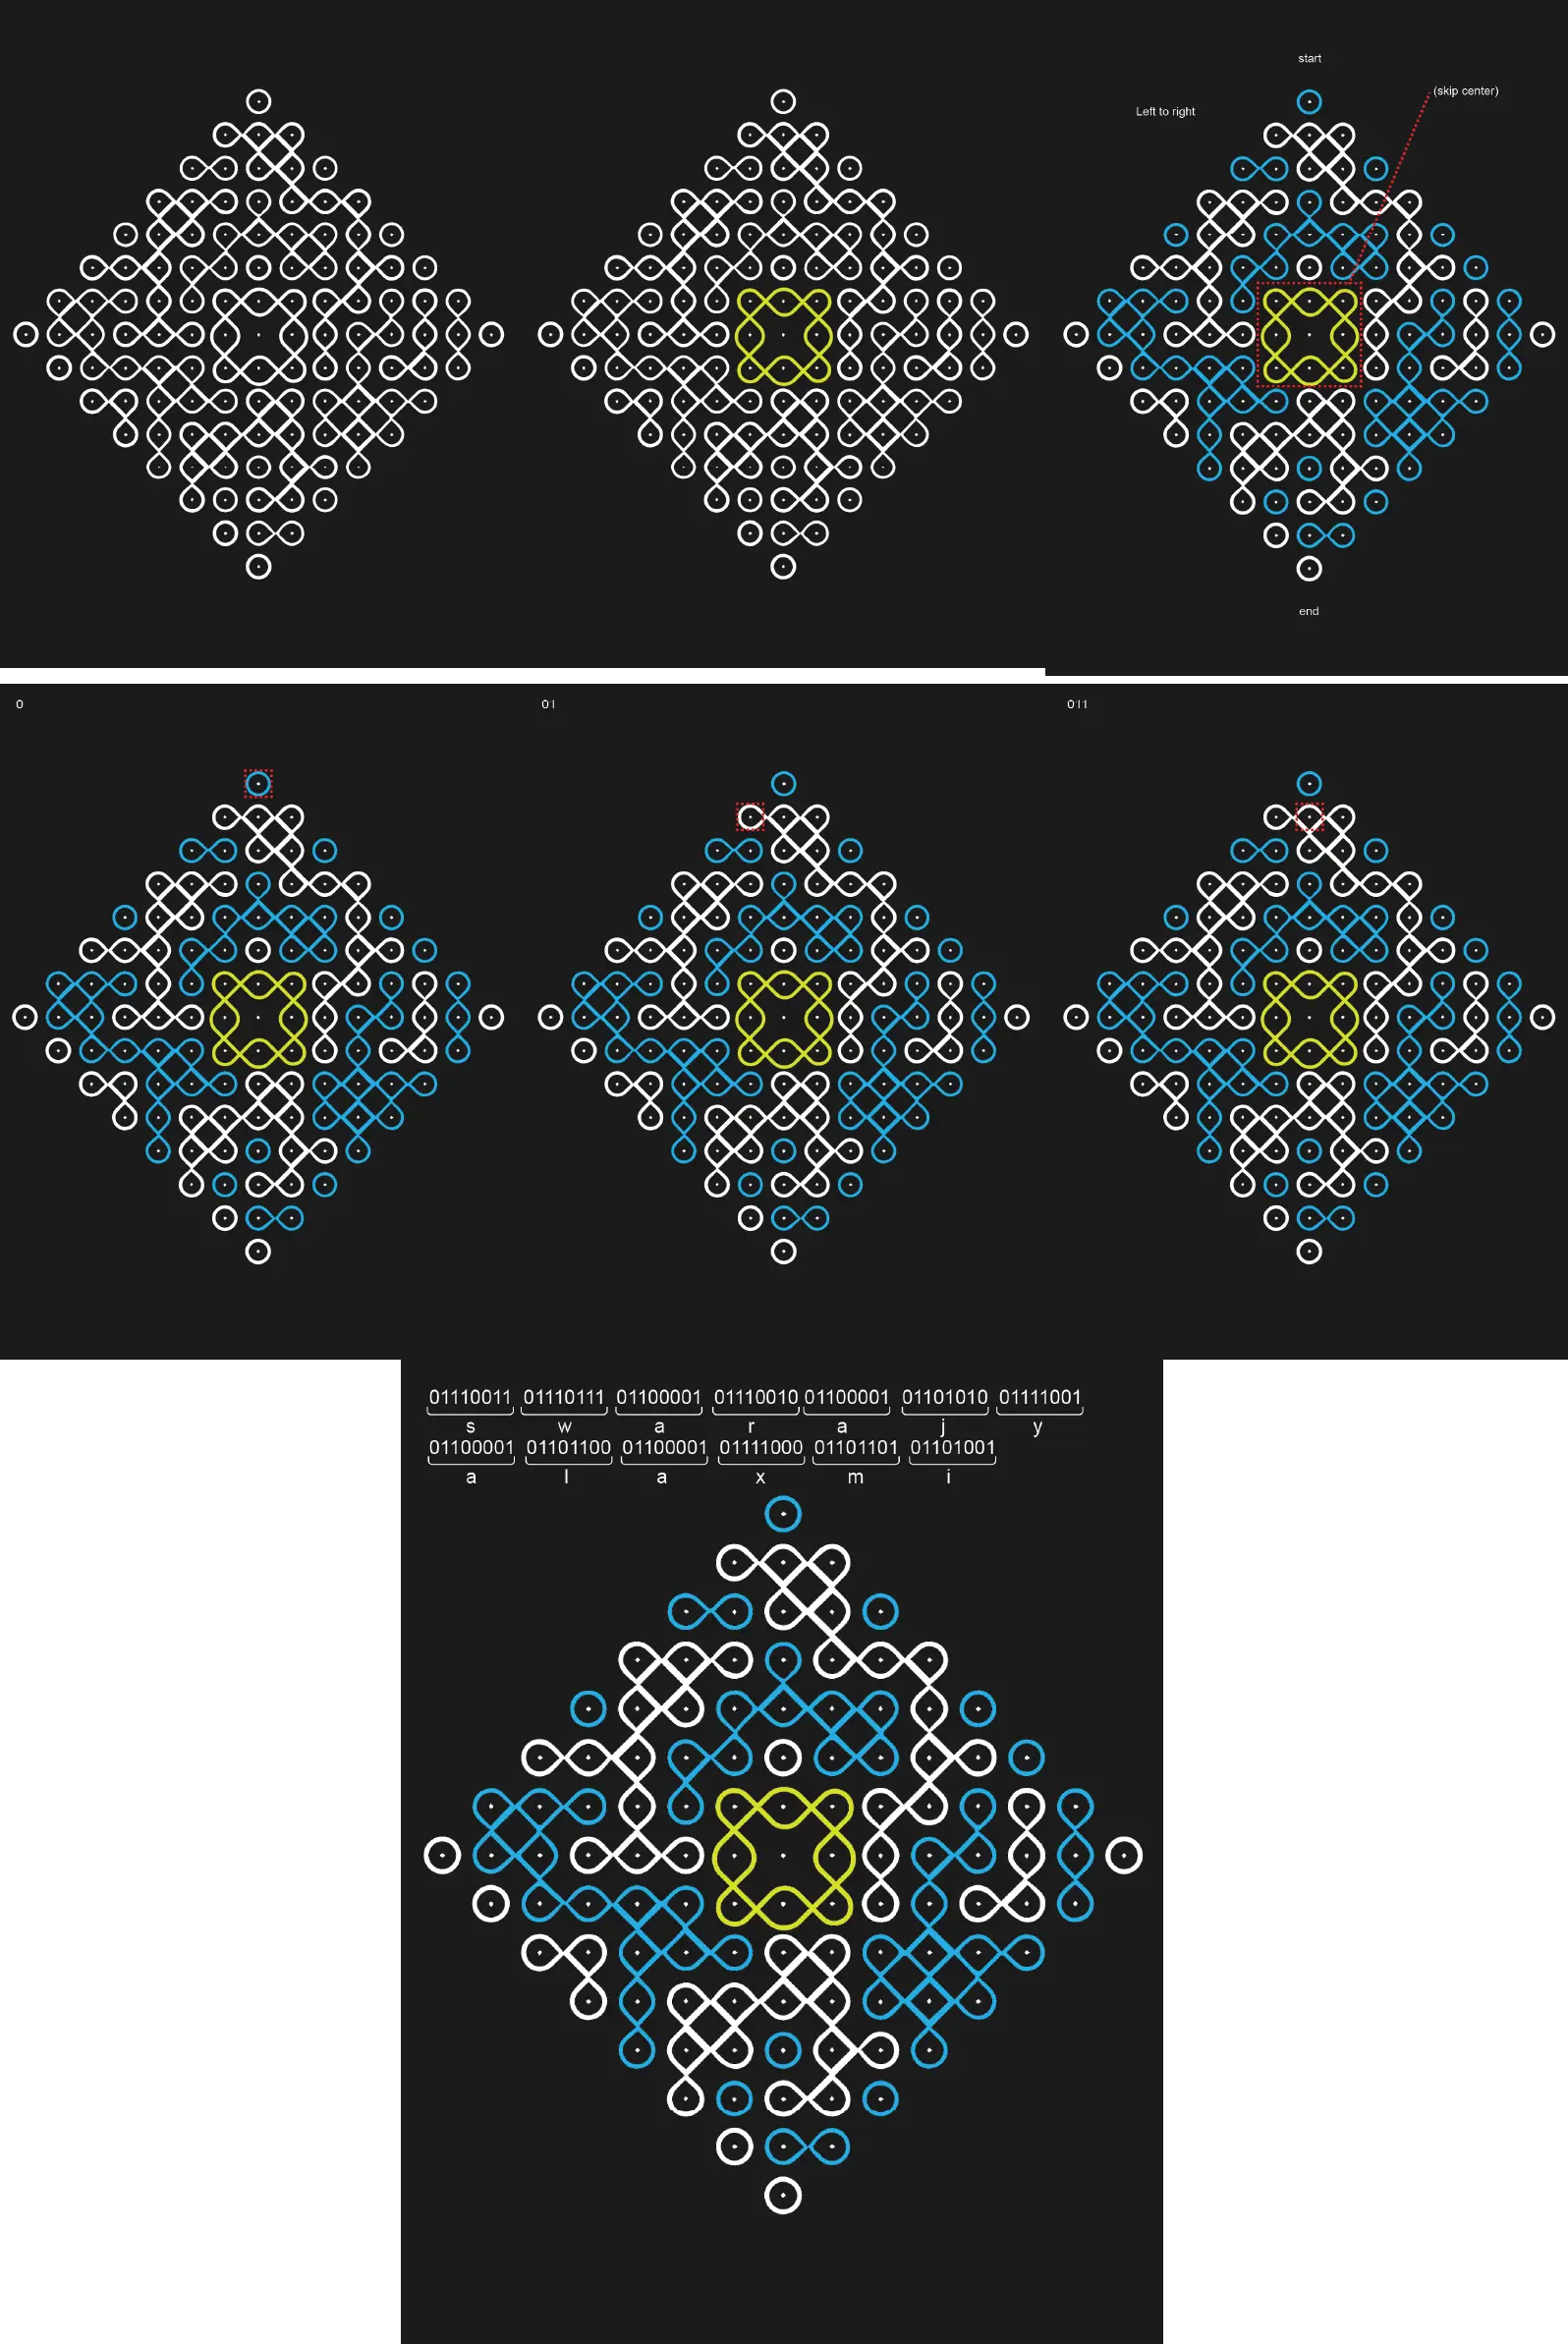 start
(skip center)
Left to right
end
0
01
011
01110011 01110111 01100001 01110010 01100001 01101010 01111001
s w a r a j y
01100001 01101100 01100001 01111000 01101101 01101001
a l a x m i